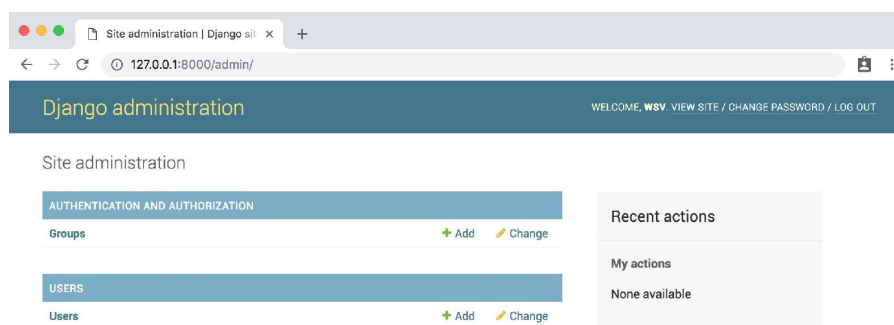 Site administration | Django sit
127.0.0.1:8000/admin/
Django administration
WELCOME, WSV. VIEW SITE / CHANGE PASSWORD / LOG OUT
Site administration
AUTHENTICATION AND AUTHORIZATION
Groups + Add Change
USERS
Users + Add Change
Recent actions
My actions
None available